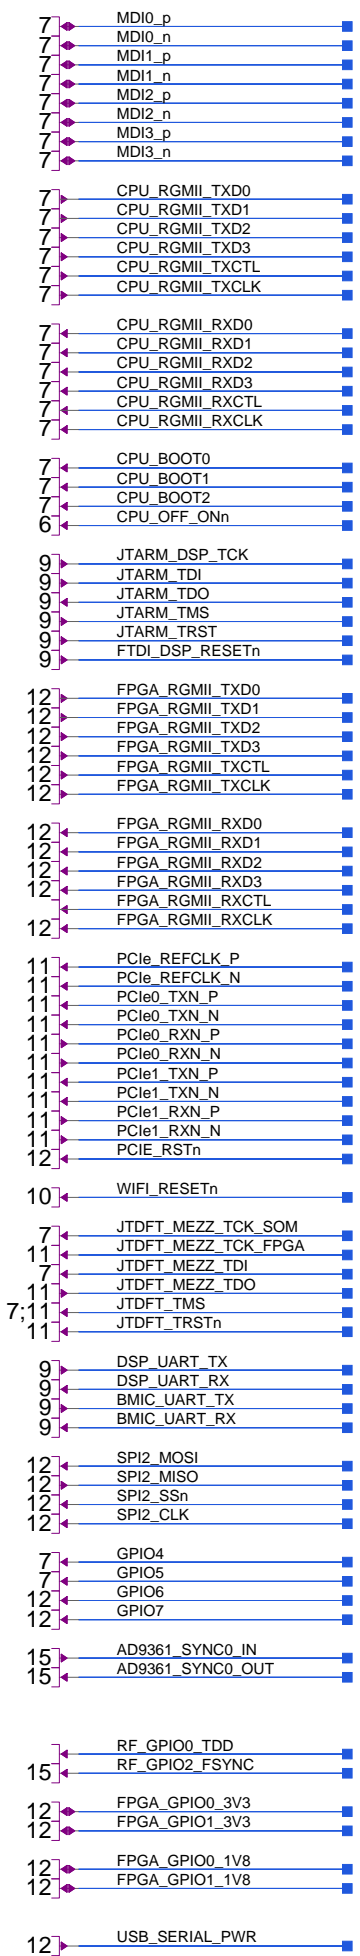 7 MDI0_p
7 MDI0_n
7 MDI1_p
7 MDI1_n
7 MDI2_p
7 MDI2_n
7 MDI3_p
7 MDI3_n
7 CPU_RGMII_TXD0
7 CPU_RGMII_TXD1
7 CPU_RGMII_TXD2
7 CPU_RGMII_TXD3
7 CPU_RGMII_TXCTL
7 CPU_RGMII_TXCLK
7 CPU_RGMII_RXD0
7 CPU_RGMII_RXD1
7 CPU_RGMII_RXD2
7 CPU_RGMII_RXD3
7 CPU_RGMII_RXCTL
7 CPU_RGMII_RXCLK
7 CPU_BOOT0
7 CPU_BOOT1
7 CPU_BOOT2
6 CPU_OFF_ONn
9 JTARM_DSP_TCK
9 JTARM_TDI
9 JTARM_TDO
9 JTARM_TMS
9 JTARM_TRST
9 FTDI_DSP_RESETn
12 FPGA_RGMII_TXD0
12 FPGA_RGMII_TXD1
12 FPGA_RGMII_TXD2
12 FPGA_RGMII_TXD3
12 FPGA_RGMII_TXCTL
12 FPGA_RGMII_TXCLK
12 FPGA_RGMII_RXD0
12 FPGA_RGMII_RXD1
12 FPGA_RGMII_RXD2
12 FPGA_RGMII_RXD3
FPGA_RGMII_RXCTL
12 FPGA_RGMII_RXCLK
11 PCIe_REFCLK_P
11 PCIe_REFCLK_N
11 PCIe0_TXN_P
11 PCIe0_TXN_N
11 PCIe0_RXN_P
11 PCIe0_RXN_N
11 PCIe1_TXN_P
11 PCIe1_TXN_N
11 PCIe1_RXN_P
11 PCIe1_RXN_N
12 PCIE_RSTn
10 WIFI_RESETn
7 JTDFT_MEZZ_TCK_SOM
11 JTDFT_MEZZ_TCK_FPGA
7 JTDFT_MEZZ_TDI
11 JTDFT_MEZZ_TDO
7;11 JTDFT_TMS
11 JTDFT_TRSTn
9 DSP_UART_TX
9 DSP_UART_RX
9 BMIC_UART_TX
9 BMIC_UART_RX
12 SPI2_MOSI
12 SPI2_MISO
12 SPI2_SSn
12 SPI2_CLK
7 GPIO4
7 GPIO5
12 GPIO6
12 GPIO7
15 AD9361_SYNC0_IN
15 AD9361_SYNC0_OUT
RF_GPIO0_TDD
15 RF_GPIO2_FSYNC
12 FPGA_GPIO0_3V3
12 FPGA_GPIO1_3V3
12 FPGA_GPIO0_1V8
12 FPGA_GPIO1_1V8
12 USB_SERIAL_PWR